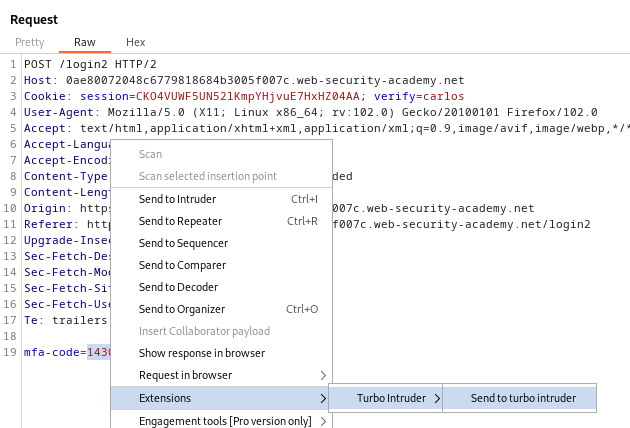 Request
Pretty Raw Hex
1 POST /login2 HTTP/2
2 Host: 0ae80072048c6779818684b3005f007c.web-security-academy.net
3 Cookie: session=CKO4VUWF5UN521KmpYHjvuE7HxHZ04AA; verify=carlos
4 User-Agent: Mozilla/5.0 (X11; Linux x86_64; rv:102.0) Gecko/20100101 Firefox/102.0
5 Accept: text/html,application/xhtml+xml,application/xml;q=0.9,image/avif,image/webp,*/*
6 Accept-Langua
7 Accept-Encodi
8 Content-Type ded
9 Content-Leng
10 Origin: https 007c.web-security-academy.net
11 Referer: http f007c.web-security-academy.net/login2
12 Upgrade-Insec
13 Sec-Fetch-Des
14 Sec-Fetch-Mod
15 Sec-Fetch-Sit
16 Sec-Fetch-Use
17 Te: trailers
18
19 mfa-code=1430
Scan
Scan selected insertion point
Send to Intruder Ctrl+I
Send to Repeater Ctrl+R
Send to Sequencer
Send to Comparer
Send to Decoder
Send to Organizer Ctrl+O
Insert Collaborator payload
Show response in browser
Request in browser
Extensions Turbo Intruder Send to turbo intruder
Engagement tools [Pro version only]